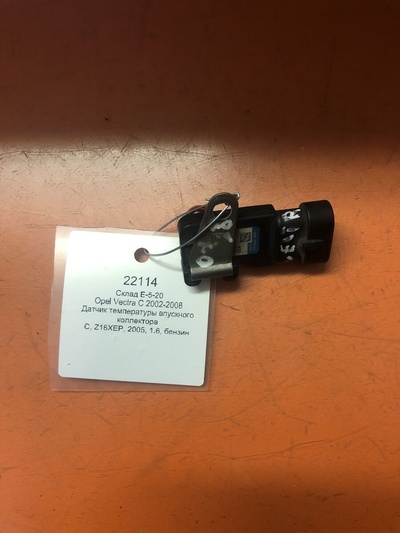 22114
Склад E-5-20
Opel Vectra C 2002-2008
Датчик температуры впускного
коллектора
C, Z16XEP, 2005, 1.6, бензин